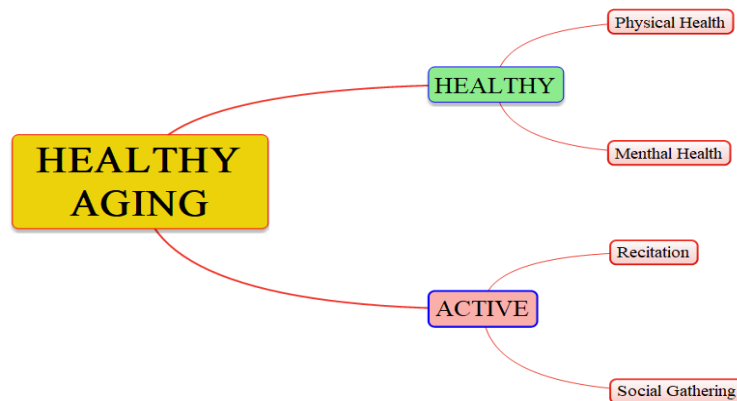 Physical Health
HEALTHY
HEALTHY
AGING
Menthal Health
Recitation
ACTIVE
Social Gathering